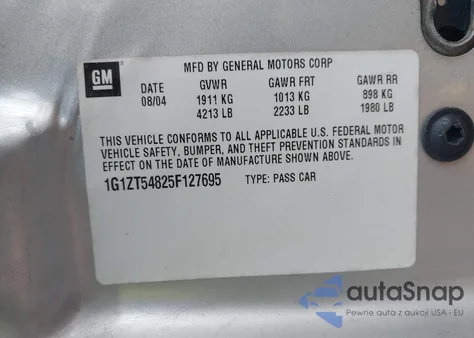 GM
MFD BY GENERAL MOTORS CORP
DATE GVWR GAWR FRT GAWR RR
08/04 1911 KG 1013 KG 898 KG
4213 LB 2233 LB 1980 LB
THIS VEHICLE CONFORMS TO ALL APPLICABLE U.S. FEDERAL MOTOR
VEHICLE SAFETY, BUMPER, AND THEFT PREVENTION STANDARDS IN
EFFECT ON THE DATE OF MANUFACTURE SHOWN ABOVE.
1G1ZT54825F127695 TYPE: PASS CAR
autoSnap
Pewne auto z aukcji USA - EU